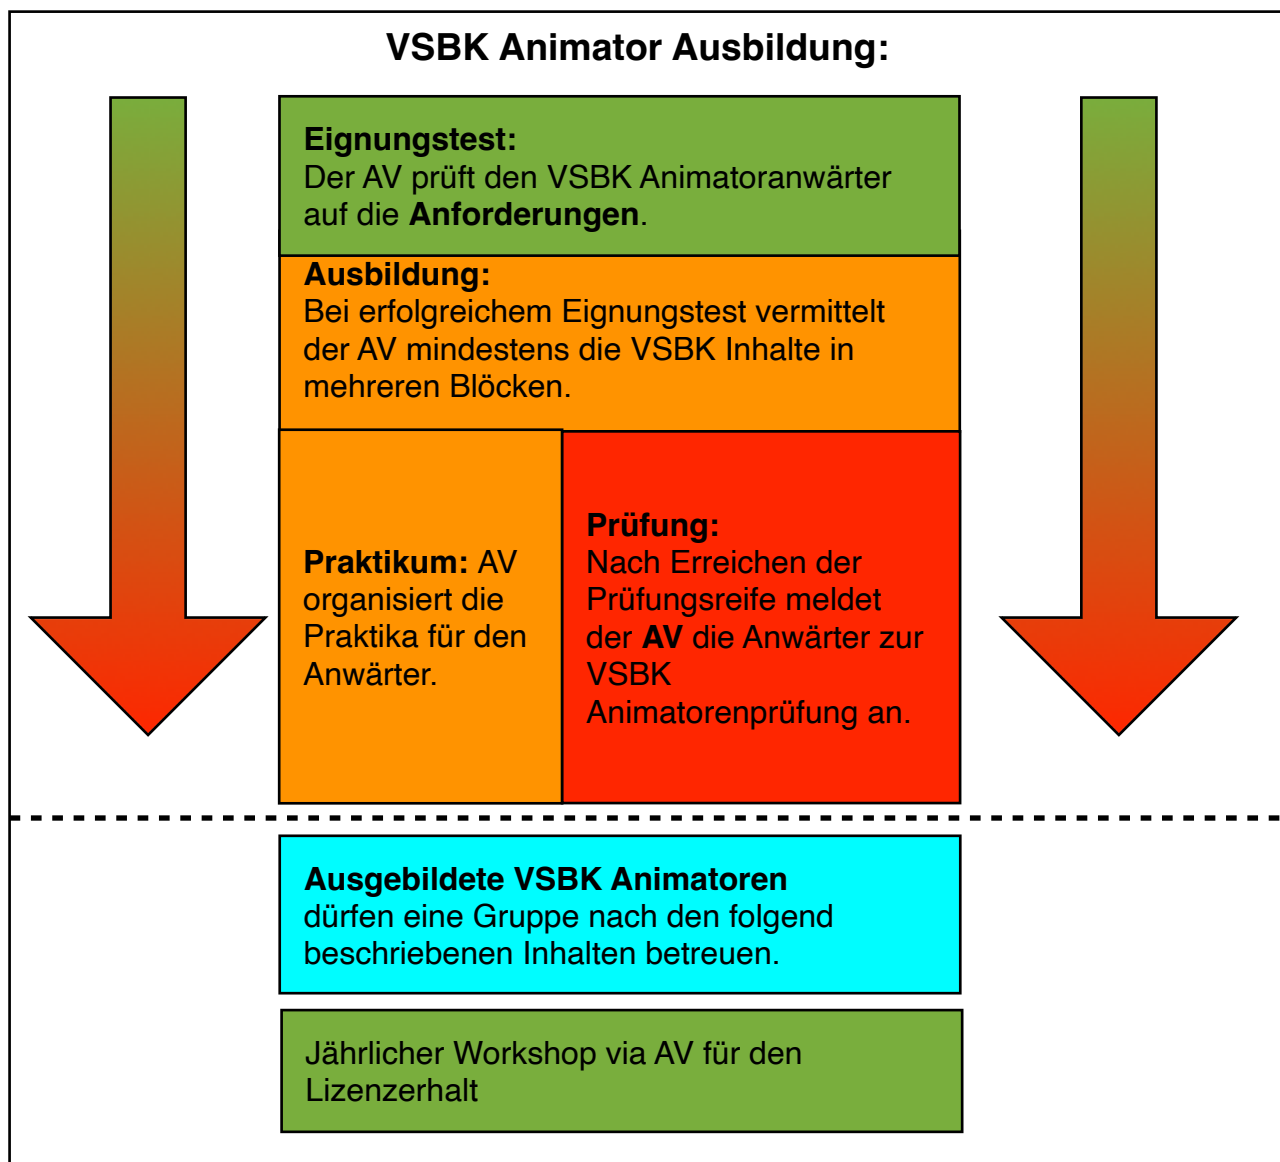 VSBK Animator Ausbildung:
Eignungstest:
Der AV prüft den VSBK Animatoranwärter
auf die Anforderungen.
Ausbildung:
Bei erfolgreichem Eignungstest vermittelt
der AV mindestens die VSBK Inhalte in
mehreren Blöcken.
Praktikum: AV
organisiert die
Praktika für den
Anwärter.
Prüfung:
Nach Erreichen der
Prüfungsreife meldet
der AV die Anwärter zur
VSBK
Animatorenprüfung an.
Ausgebildete VSBK Animatoren
dürfen eine Gruppe nach den folgend
beschriebenen Inhalten betreuen.
Jährlicher Workshop via AV für den
Lizenzerhalt